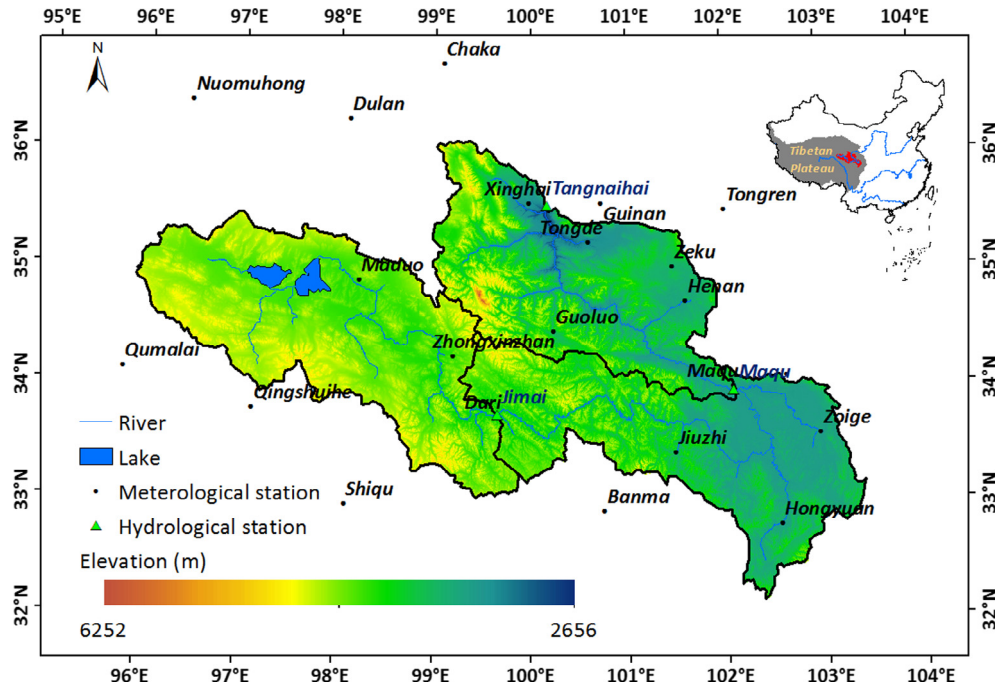 95°E 96°E 97°E 98°E 99°E 100°E 101°E 102°E 103°E 104°E
N
Chaka
Nuomuhong
Dulan
36°N
36°N
Tibetan
Plateau
Xinghai Tangnaihai
Tongren
Guinan
Tongde
35°N
35°N
Zeku
Maduo
Henan
Guoluo
Zhongxinzhan
Qumalai
34°N
34°N
Maqu Maqu
Qingshuihe
Dari Jimai
Zoige
River
Jiuzhi
Lake
33°N
33°N
Shiqu
Meterological station
Banma
Hongyuan
Hydrological station
Elevation (m)
32°N
32°N
6252 2656
96°E 97°E 98°E 99°E 100°E 101°E 102°E 103°E 104°E